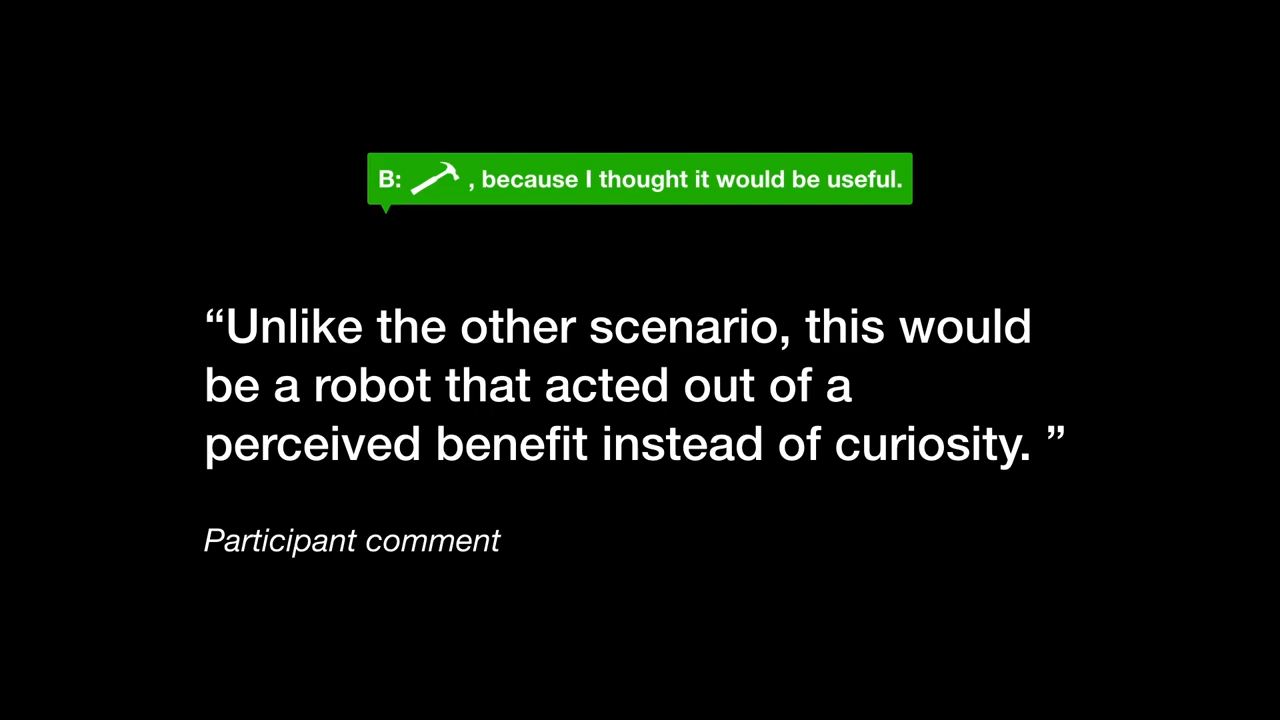 B: , because I thought it would be useful.
“Unlike the other scenario, this would
be a robot that acted out of a
perceived benefit instead of curiosity. ”
Participant comment